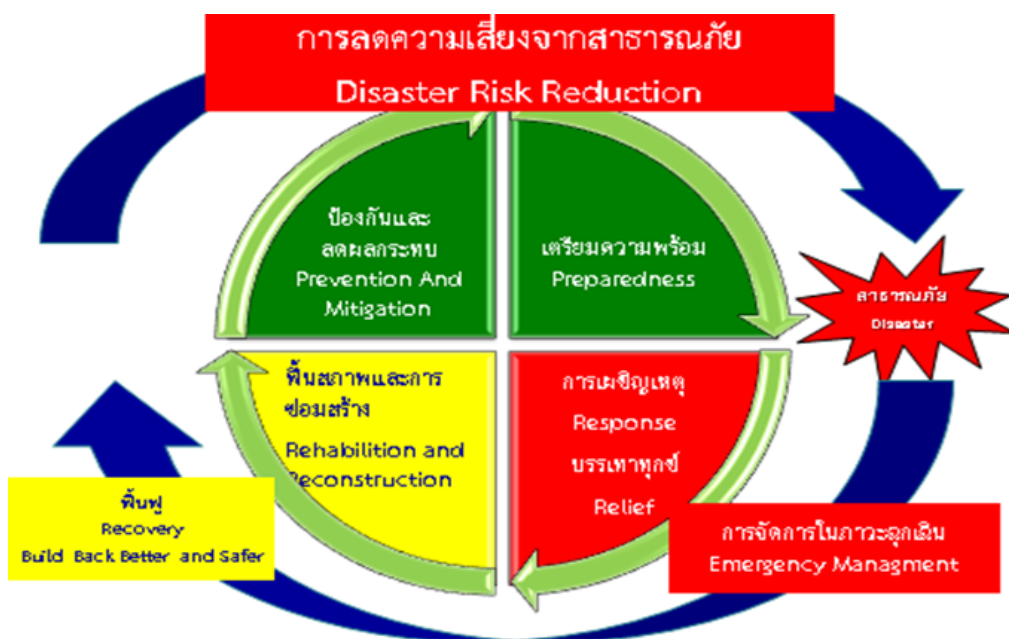 การลดความเสี่ยงจากสาธารณภัย
Disaster Risk Reduction
ป้องกันและ
ลดผลกระทบ
Prevention And
Mitigation
เตรียมความพร้อม
Preparedness
สาธารณภัย
Disaster
ฟื้นสภาพและการ
ซ่อมสร้าง
Rehabilition and
Reconstruction
การเผชิญเหตุ
Response
บรรเทาทุกข์
Relief
ฟื้นฟู
Recovery
Build Back Better and Safer
การจัดการในภาวะฉุกเฉิน
Emergency Managment